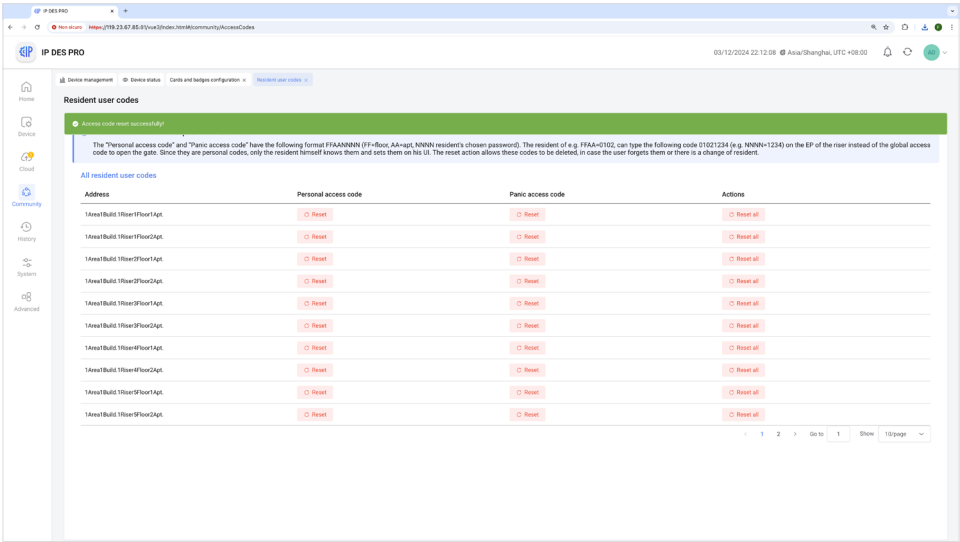 IP DES PRO
Not secure https://119.23.67.85:81/vue3/index.html#/community/AccessCodes
IP DES PRO
03/12/2024 22:12:08 @ Asia/Shanghai, UTC +08:00
AD
Device management Device status Cards and badges configuration × Resident user codes ×
Home
Device
Cloud
Community
History
System
Advanced
Resident user codes
Access code reset successfully!
The "Personal access code" and "Panic access code" have the following format FFAANNNN (FF=floor, AA=apt, NNNN resident's chosen password). The resident of e.g. FFAA=0102, can type the following code 01021234 (e.g. NNNN=1234) on the EP of the riser instead of the global access
code to open the gate. Since they are personal codes, only the resident himself knows them and sets them on his UI. The reset action allows these codes to be deleted, in case the user forgets them or there is a change of resident.
All resident user codes
Address Personal access code Panic access code Actions
1Area1Build.1Riser1Floor1Apt. Reset Reset Reset all
1Area1Build.1Riser1Floor2Apt. Reset Reset Reset all
1Area1Build.1Riser2Floor1Apt. Reset Reset Reset all
1Area1Build.1Riser2Floor2Apt. Reset Reset Reset all
1Area1Build.1Riser3Floor1Apt. Reset Reset Reset all
1Area1Build.1Riser3Floor2Apt. Reset Reset Reset all
1Area1Build.1Riser4Floor1Apt. Reset Reset Reset all
1Area1Build.1Riser4Floor2Apt. Reset Reset Reset all
1Area1Build.1Riser5Floor1Apt. Reset Reset Reset all
1Area1Build.1Riser5Floor2Apt. Reset Reset Reset all
< 1 2 > Go to 1 Show 10/page